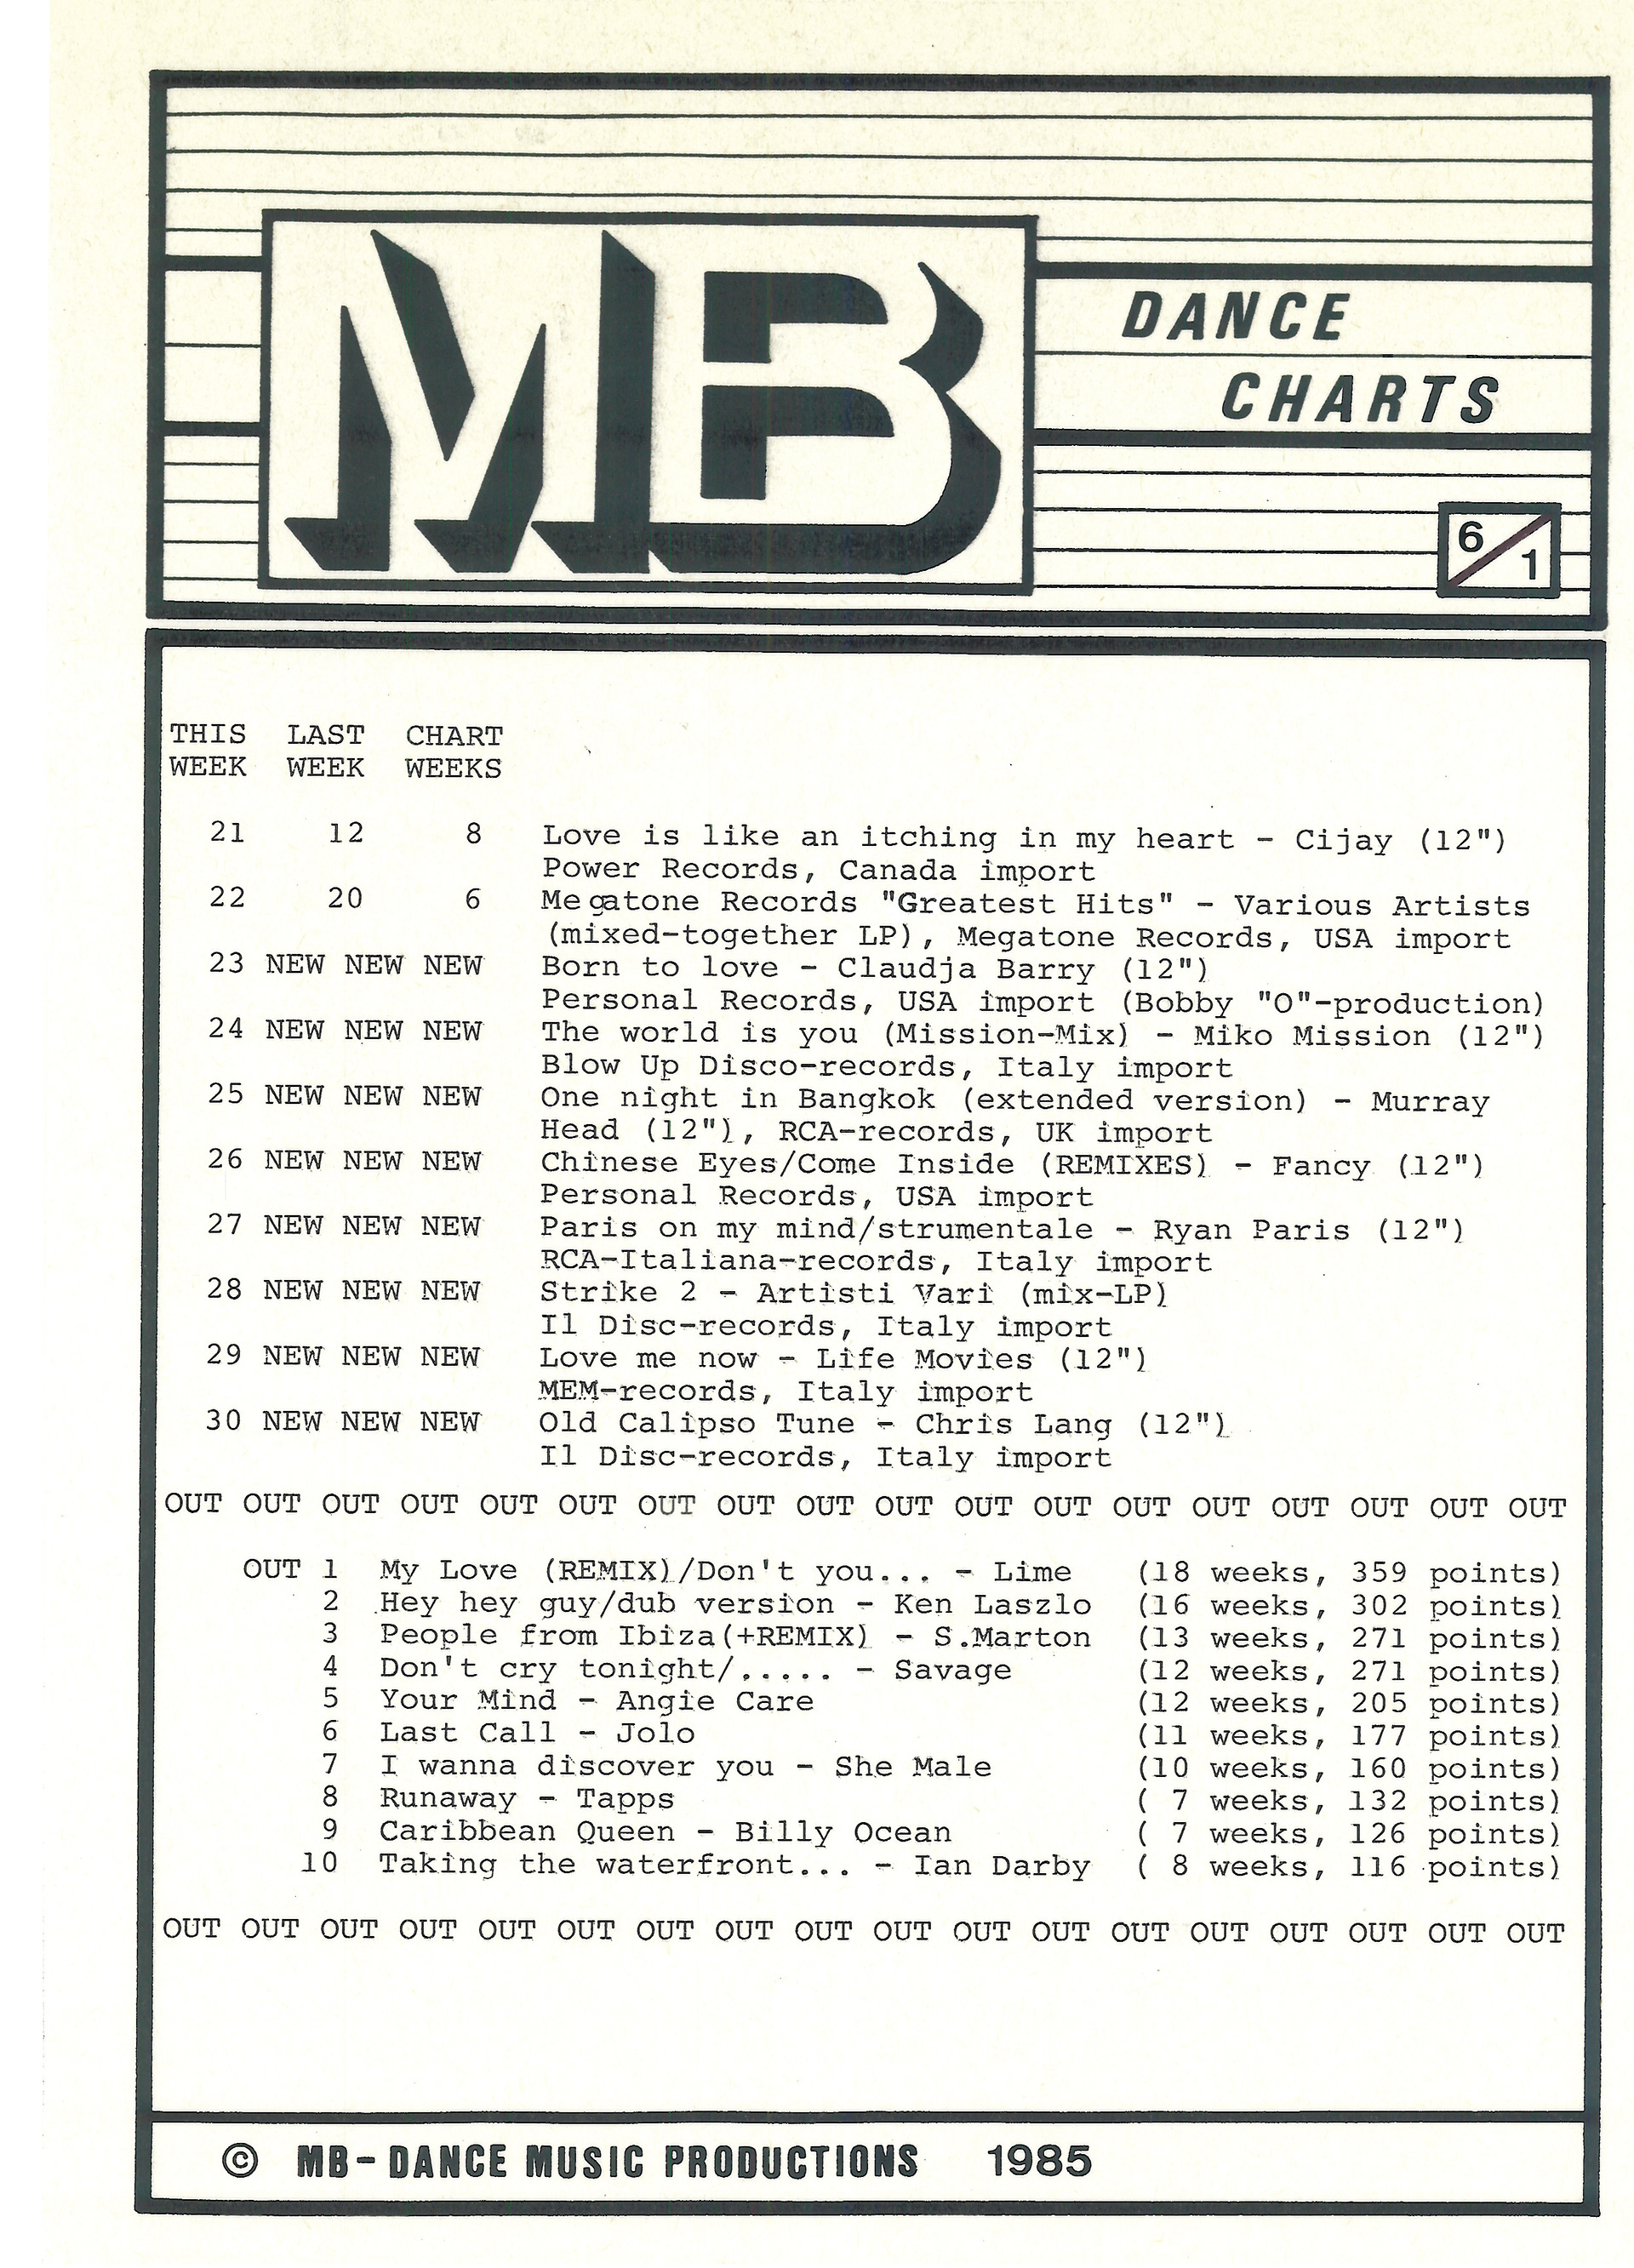 MB
DANCE
CHARTS
6/1
THIS LAST CHART
WEEK WEEK WEEKS
21 12 8 Love is like an itching in my heart - Cijay (12")
Power Records, Canada import
22 20 6 Megatone Records "Greatest Hits" - Various Artists
(mixed-together LP), Megatone Records, USA import
23 NEW NEW NEW Born to love - Claudja Barry (12")
Personal Records, USA import (Bobby "O"-production)
24 NEW NEW NEW The world is you (Mission-Mix) - Miko Mission (12")
Blow Up Disco-records, Italy import
25 NEW NEW NEW One night in Bangkok (extended version) - Murray
Head (12"), RCA-records, UK import
26 NEW NEW NEW Chinese Eyes/Come Inside (REMIXES) - Fancy (12")
Personal Records, USA import
27 NEW NEW NEW Paris on my mind/strumentale - Ryan Paris (12")
RCA-Italiana-records, Italy import
28 NEW NEW NEW Strike 2 - Artisti Vari (mix-LP)
Il Disc-records, Italy import
29 NEW NEW NEW Love me now - Life Movies (12")
MEM-records, Italy import
30 NEW NEW NEW Old Calipso Tune - Chris Lang (12")
Il Disc-records, Italy import
OUT OUT OUT OUT OUT OUT OUT OUT OUT OUT OUT OUT OUT OUT OUT OUT OUT OUT
OUT 1 My Love (REMIX)/Don't you... - Lime (18 weeks, 359 points)
2 Hey hey guy/dub version - Ken Laszlo (16 weeks, 302 points)
3 People from Ibiza(+REMIX) - S.Marton (13 weeks, 271 points)
4 Don't cry tonight/..... - Savage (12 weeks, 271 points)
5 Your Mind - Angie Care (12 weeks, 205 points)
6 Last Call - Jolo (11 weeks, 177 points)
7 I wanna discover you - She Male (10 weeks, 160 points)
8 Runaway - Tapps ( 7 weeks, 132 points)
9 Caribbean Queen - Billy Ocean ( 7 weeks, 126 points)
10 Taking the waterfront... - Ian Darby ( 8 weeks, 116 points)
OUT OUT OUT OUT OUT OUT OUT OUT OUT OUT OUT OUT OUT OUT OUT OUT OUT OUT
© MB-DANCE MUSIC PRODUCTIONS 1985